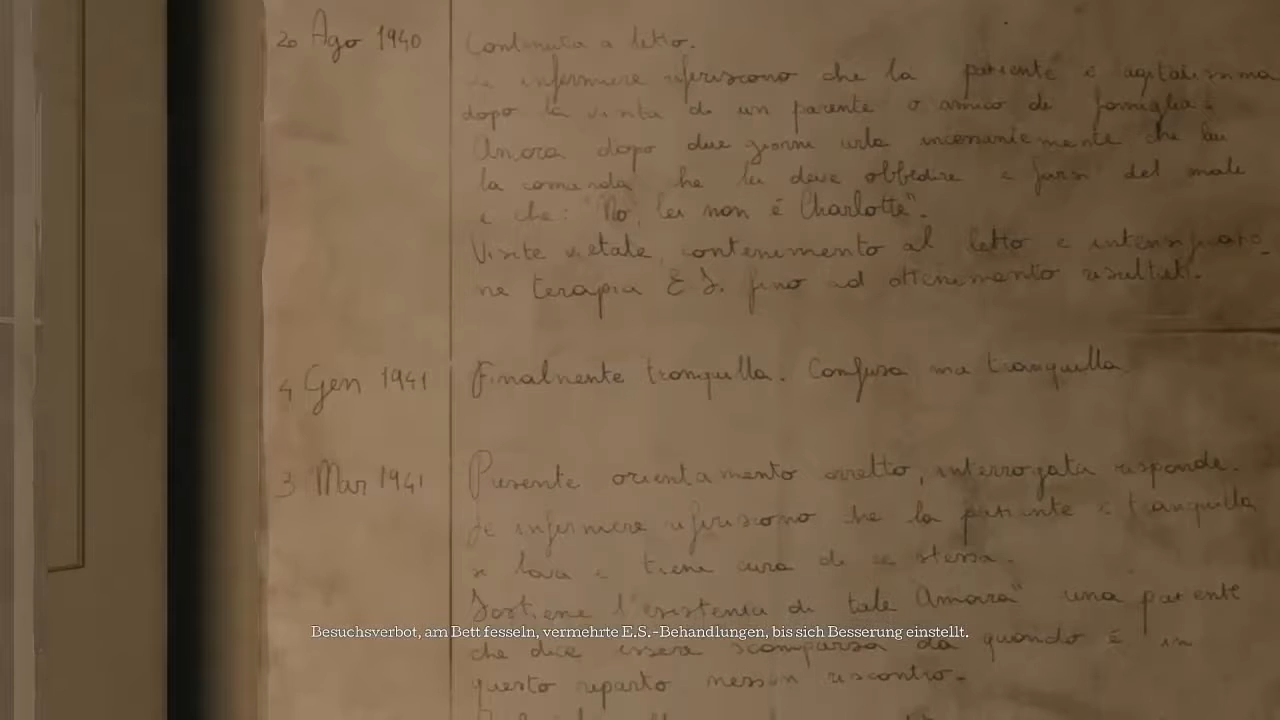 20 Ago 1940
Contenuta a letto.
Le infermiere riferiscono che la paziente è agitatissima
dopo la visita di un parente o amico di famiglia.
Ancora dopo due giorni urla incessantemente che lui
la comanda che lei deve obbedire e farsi del male
e che: "No, lei non è Charlotte".
Visite vietate, contenimento al letto e intensificazio-
ne terapia E S. fino ad ottenimento risultati.
4 Gen 1941
Finalmente tranquilla. Confusa ma tranquilla
3 Mar 1941
Presente orientamento corretto, interrogata risponde.
Le infermiere riferiscono che la paziente è tranquilla
si lava e tiene cura di se stessa.
Sostiene l'esistenza di tale Amara" una paziente
Besuchsverbot, am Bett fesseln, vermehrte E.S.-Behandlungen, bis sich Besserung einstellt.
che dice essere scomparsa da quando è in
questo reparto nessun riscontro.